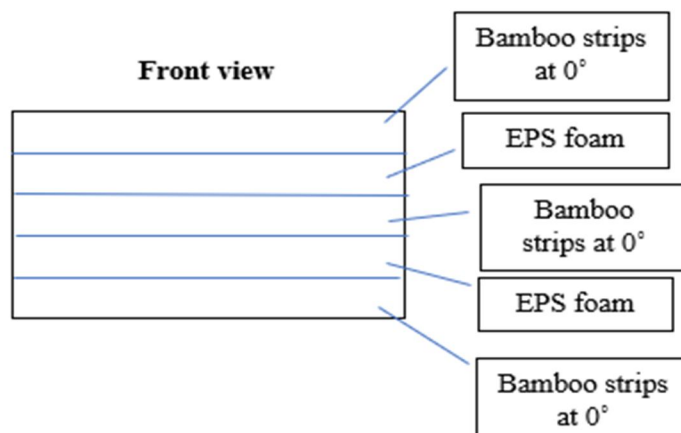 Front view
Bamboo strips
at 0°
EPS foam
Bamboo
strips at 0°
EPS foam
Bamboo strips
at 0°